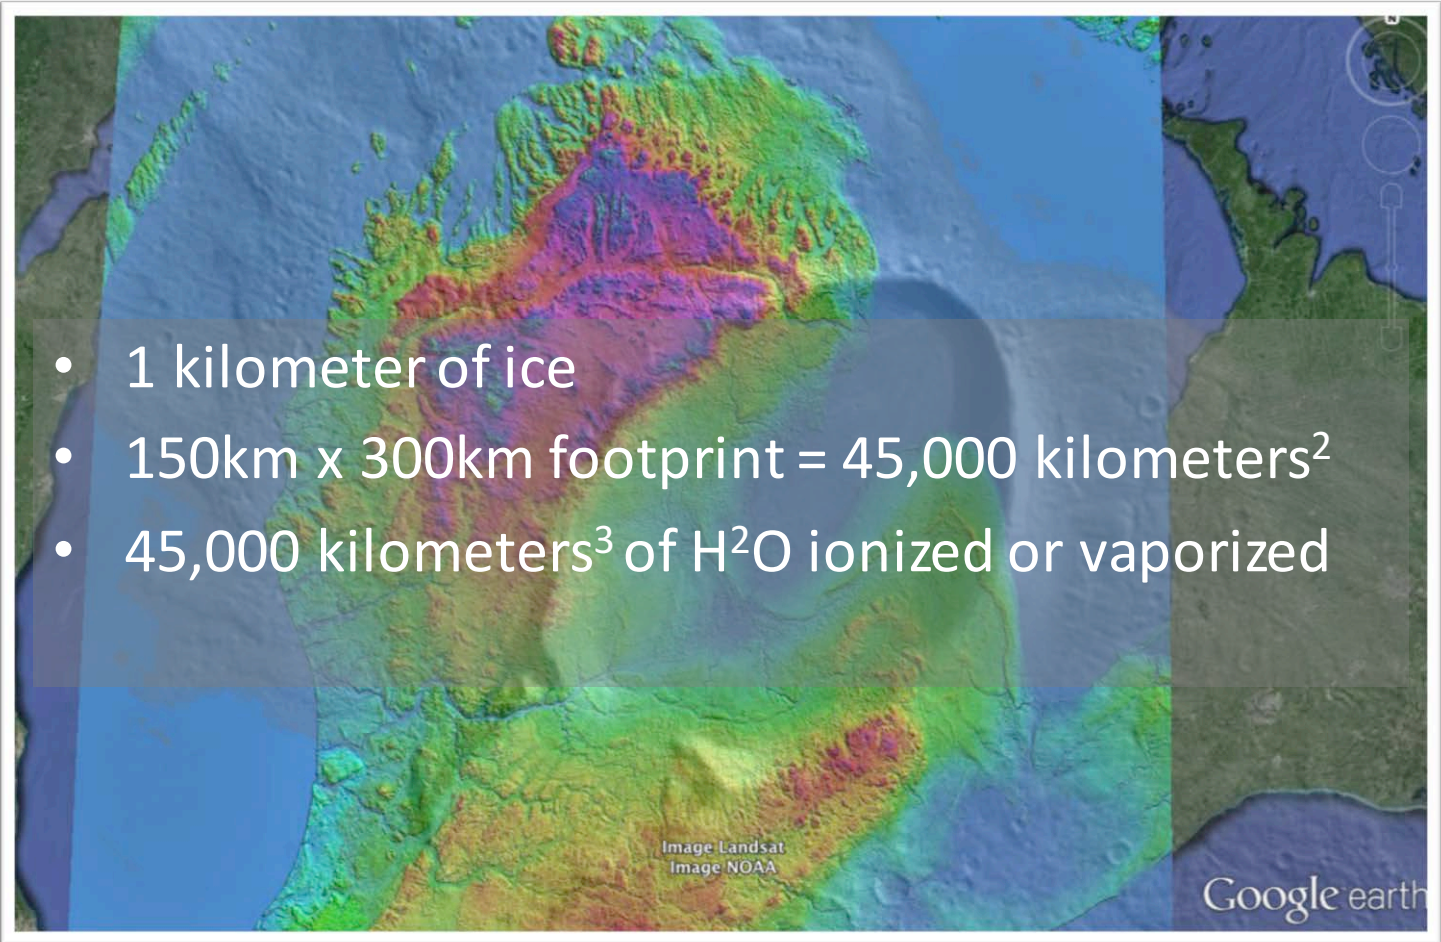 • 1 kilometer of ice
• 150km x 300km footprint = 45,000 kilometers²
• 45,000 kilometers³ of H²O ionized or vaporized
Image Landsat
Image NOAA
Google earth
N